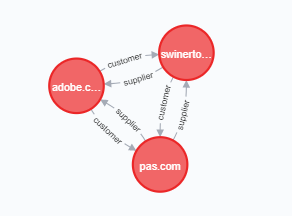 customer
swinerto...
supplier
adobe.c...
customer
supplier
customer
supplier
pas.com